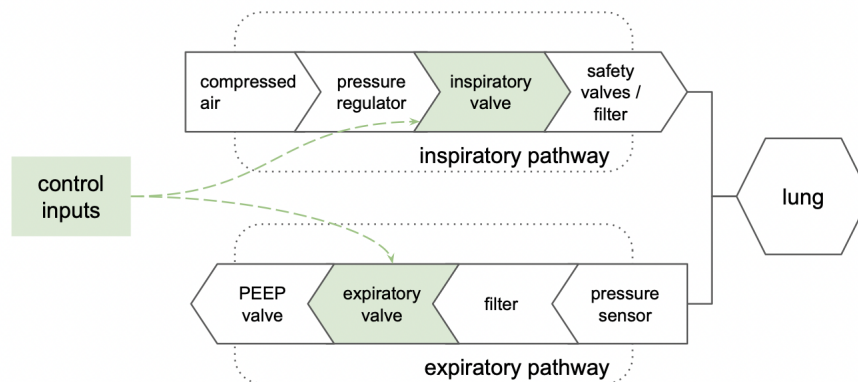 compressed
air
pressure
regulator
inspiratory
valve
safety
valves /
filter
inspiratory pathway
control
inputs
lung
PEEP
valve
expiratory
valve
filter
pressure
sensor
expiratory pathway